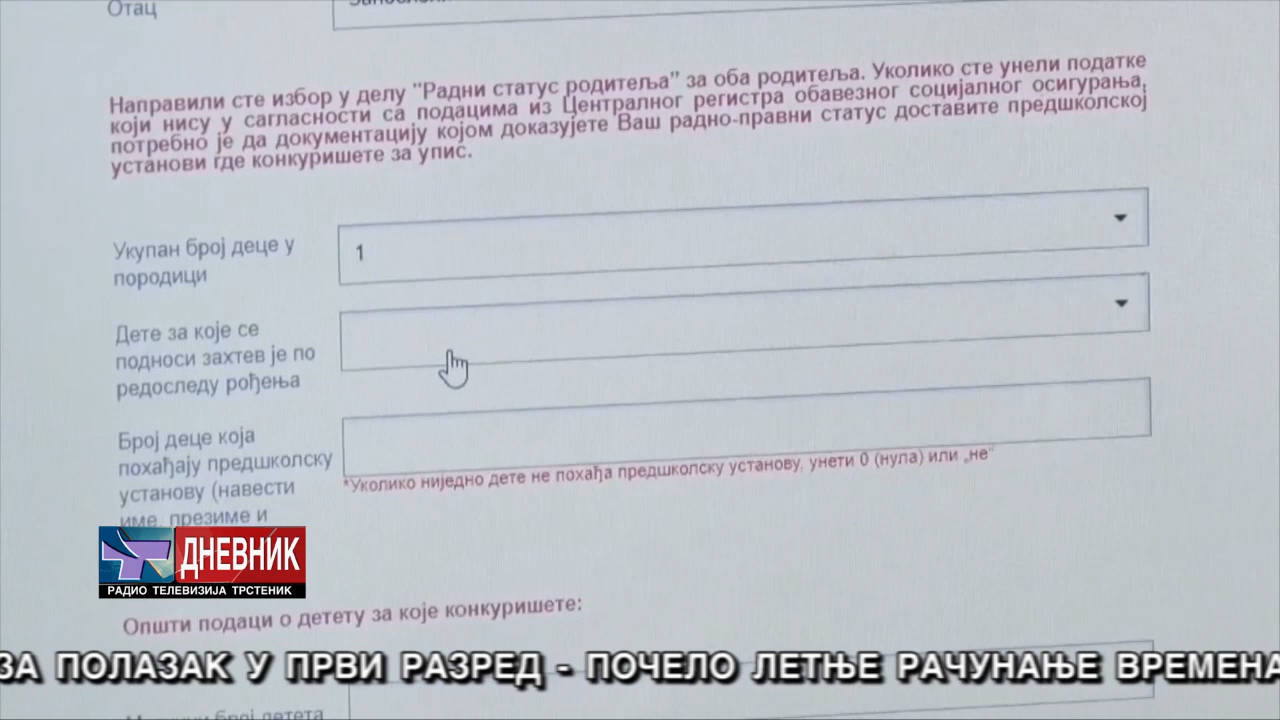 Отац
Направили сте избор у делу "Радни статус родитеља" за оба родитеља. Уколико сте унели податке
који нису у сагласности са подацима из Централног регистра обавезног социјалног осигурања,
потребно је да документацију којом доказујете Ваш радно-правни статус доставите предшколској
установи где конкуришете за упис.
Укупан број деце у
породици
1
Дете за које се
подноси захтев је по
редоследу рођења
Број деце која
похађају предшколску
установу (навести
име, презиме и
*Уколико ниједно дете не похађа предшколску установу, унети 0 (нула) или „не"
ДНЕВНИК
РАДИО ТЕЛЕВИЗИЈА ТРСТЕНИК
Општи подаци о детету за које конкуришете:
ЗА ПОЛАЗАК У ПРВИ РАЗРЕД - ПОЧЕЛО ЛЕТЊЕ РАЧУНАЊЕ ВРЕМЕНА
број детета